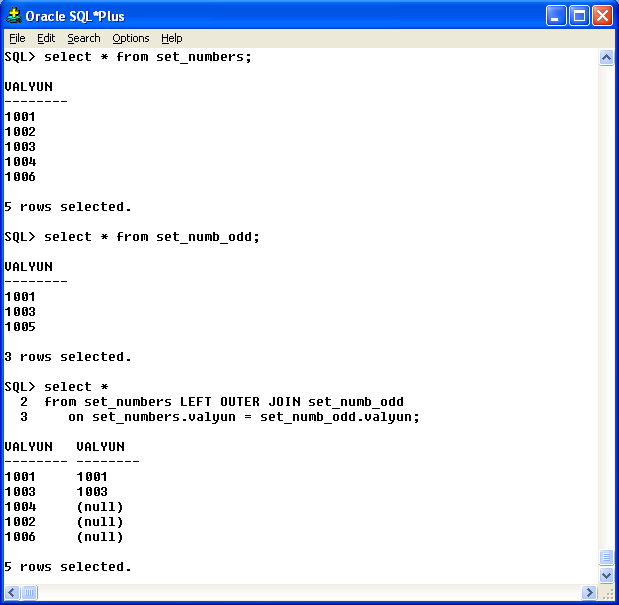 Oracle SQL*Plus
File Edit Search Options Help
SQL> select * from set_numbers;
VALYUN
--------
1001
1002
1003
1004
1006
5 rows selected.
SQL> select * from set_numb_odd;
VALYUN
--------
1001
1003
1005
3 rows selected.
SQL> select *
  2  from set_numbers LEFT OUTER JOIN set_numb_odd
  3     on set_numbers.valyun = set_numb_odd.valyun;
VALYUN   VALYUN
-------- --------
1001     1001
1003     1003
1004     (null)
1002     (null)
1006     (null)
5 rows selected.